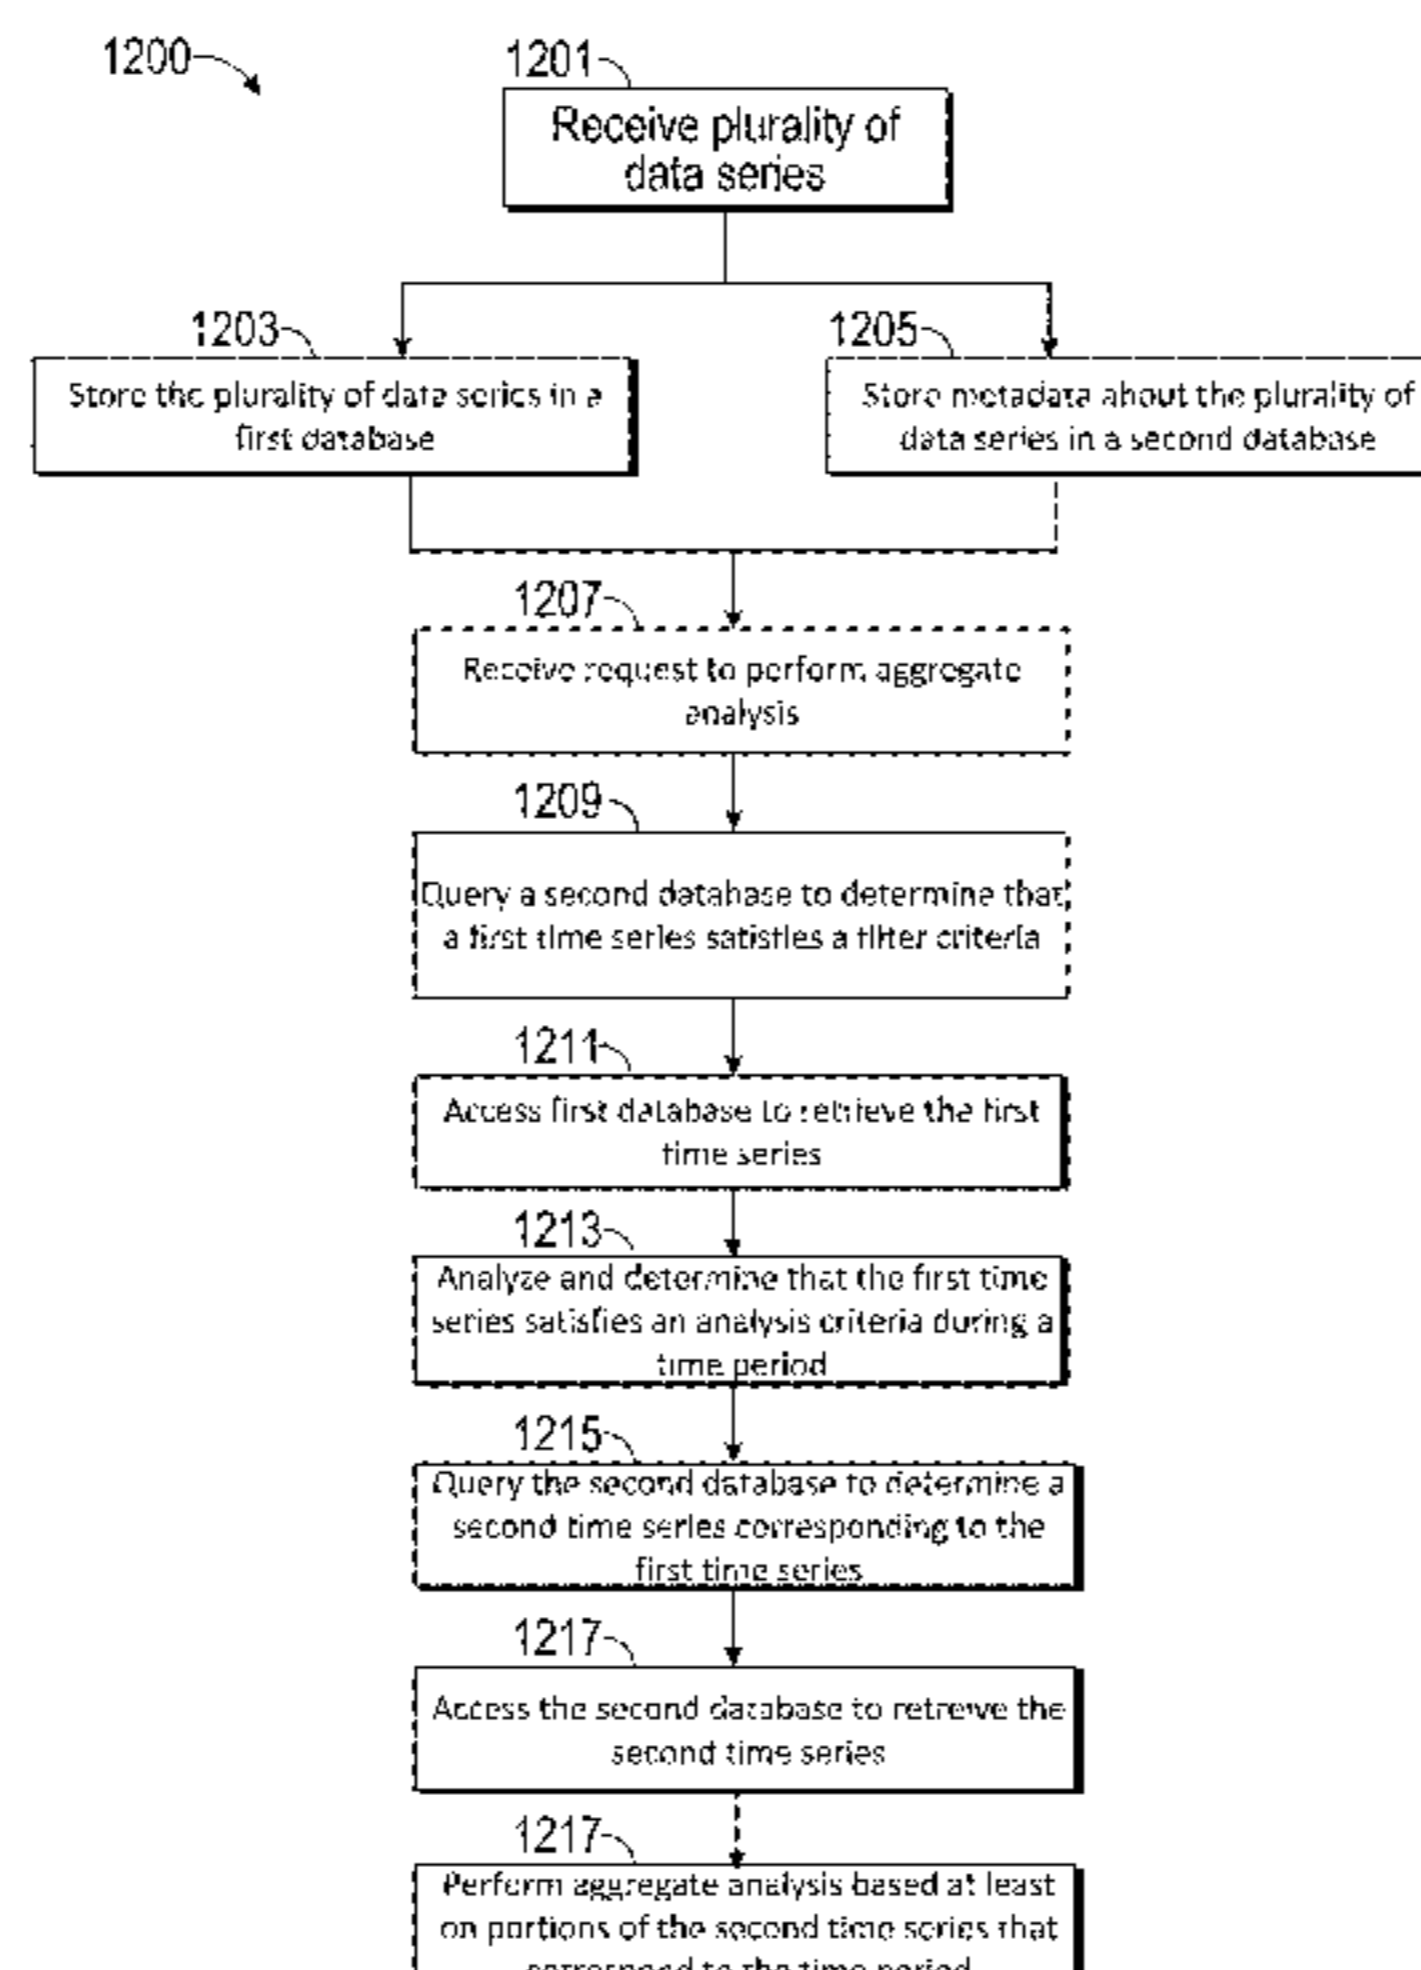 1200
1201
Receive plurality of
data series
1203
Store the plurality of data series in a
first database
1205
Store metadata about the plurality of
data series in a second database
1207
Receive request to perform aggregate
analysis
1209
Query a second database to determine that
a first time series satisfies a filter criteria
1211
Access first database to retrieve the first
time series
1213
Analyze and determine that the first time
series satisfies an analysis criteria during a
time period
1215
Query the second database to determine a
second time series corresponding to the
first time series
1217
Access the second database to retreive the
second time series
1217
Perform aggregate analysis based at least
on portions of the second time series that
correspond to the time period